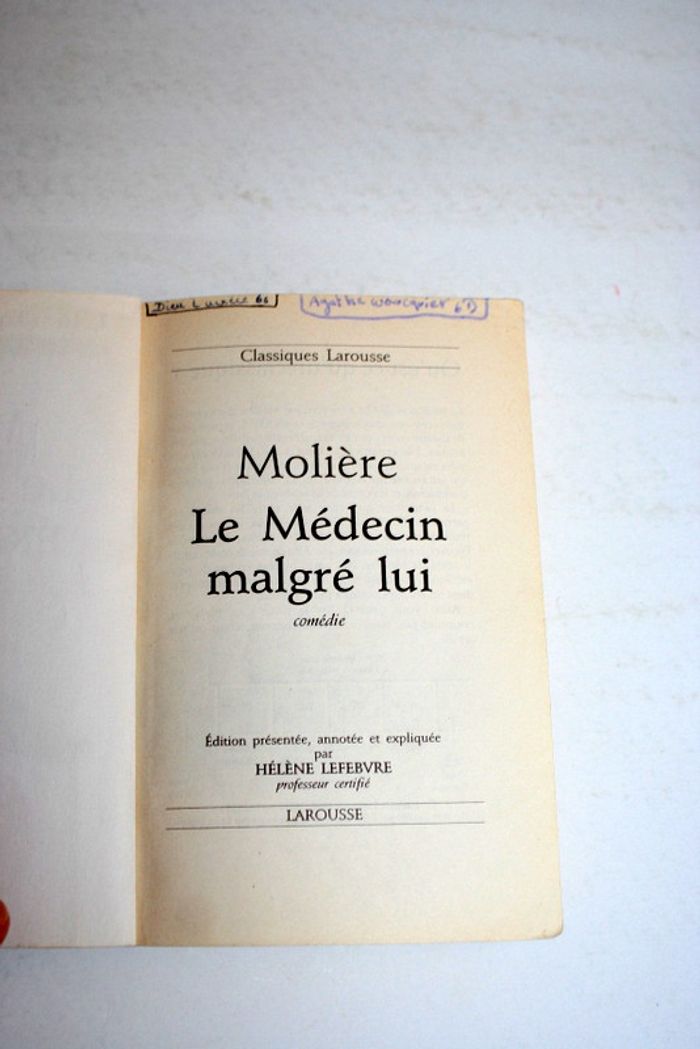 Classiques Larousse
Molière
Le Médecin
malgré lui
comédie
Édition présentée, annotée et expliquée
par
HÉLÈNE LEFEBVRE
professeur certifié
LAROUSSE